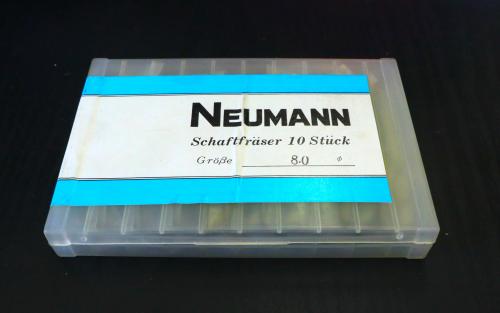 NEUMANN
Schaftfräser 10 Stück
Größe 8.0 ø